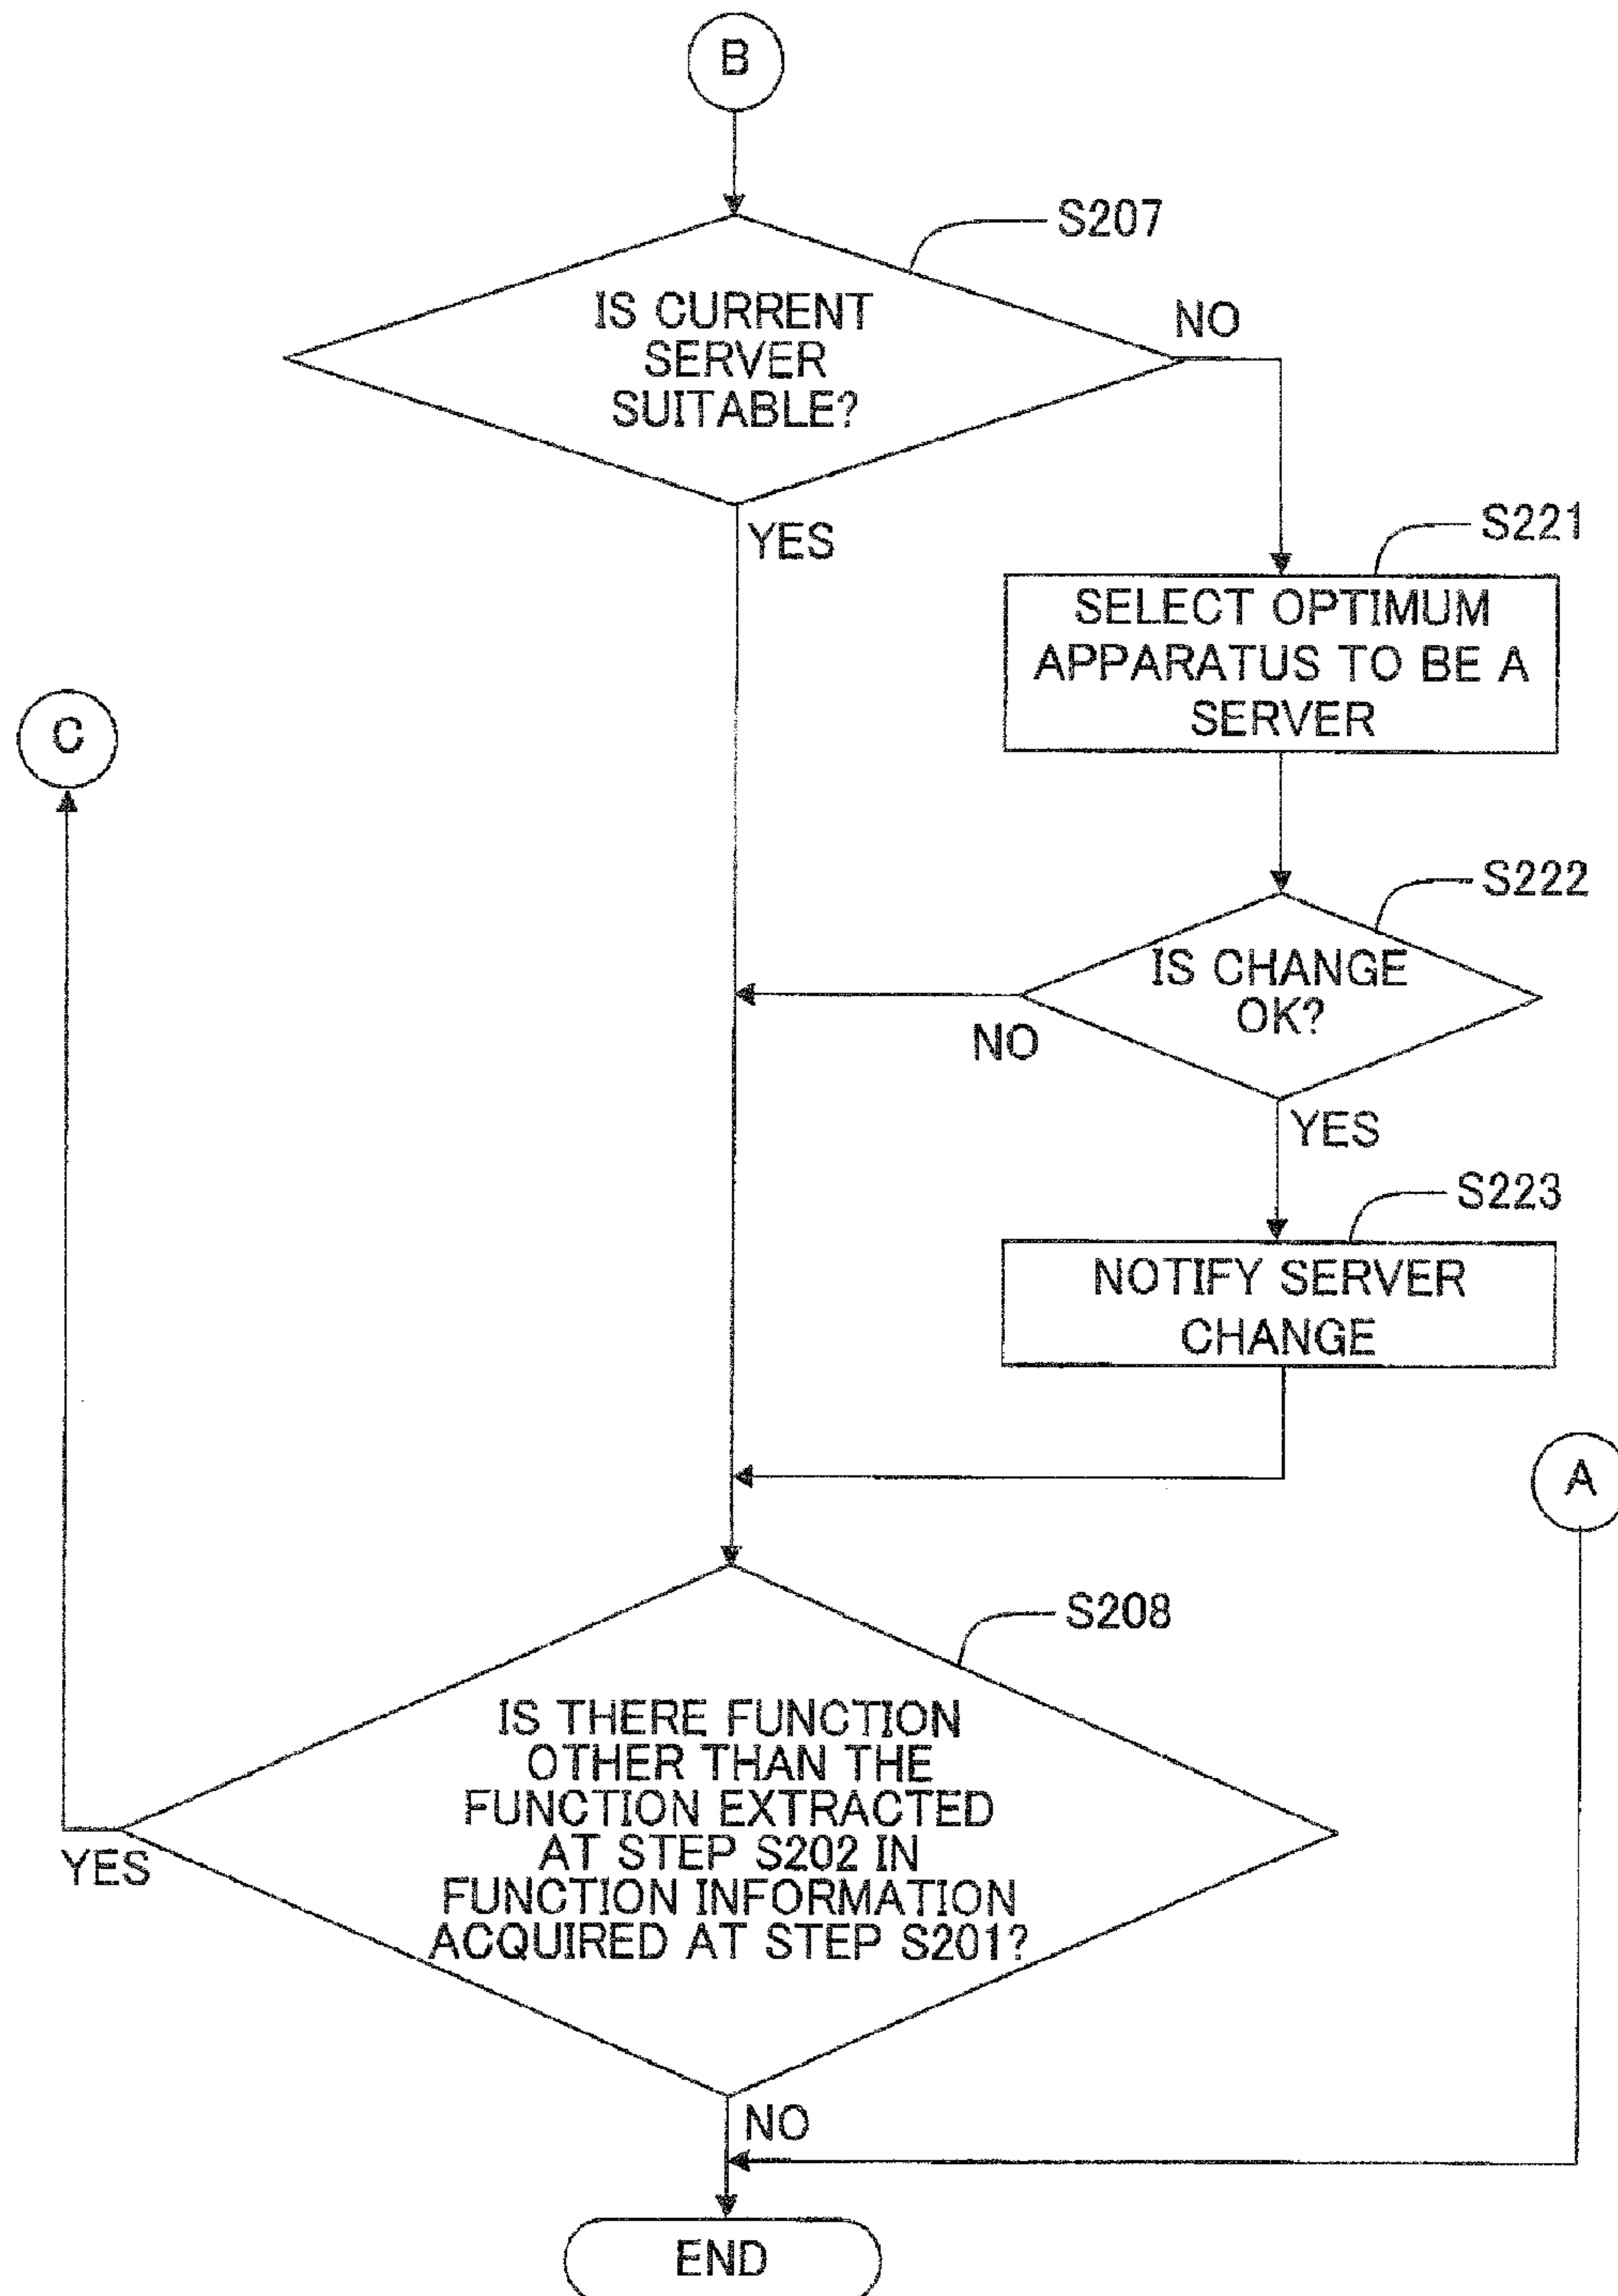 B
S207
IS CURRENT
SERVER
SUITABLE?
NO
YES
S221
SELECT OPTIMUM
APPARATUS TO BE A
SERVER
C
S222
IS CHANGE
OK?
NO
YES
S223
NOTIFY SERVER
CHANGE
A
S208
IS THERE FUNCTION
OTHER THAN THE
FUNCTION EXTRACTED
AT STEP S202 IN
FUNCTION INFORMATION
ACQUIRED AT STEP S201?
YES
NO
END